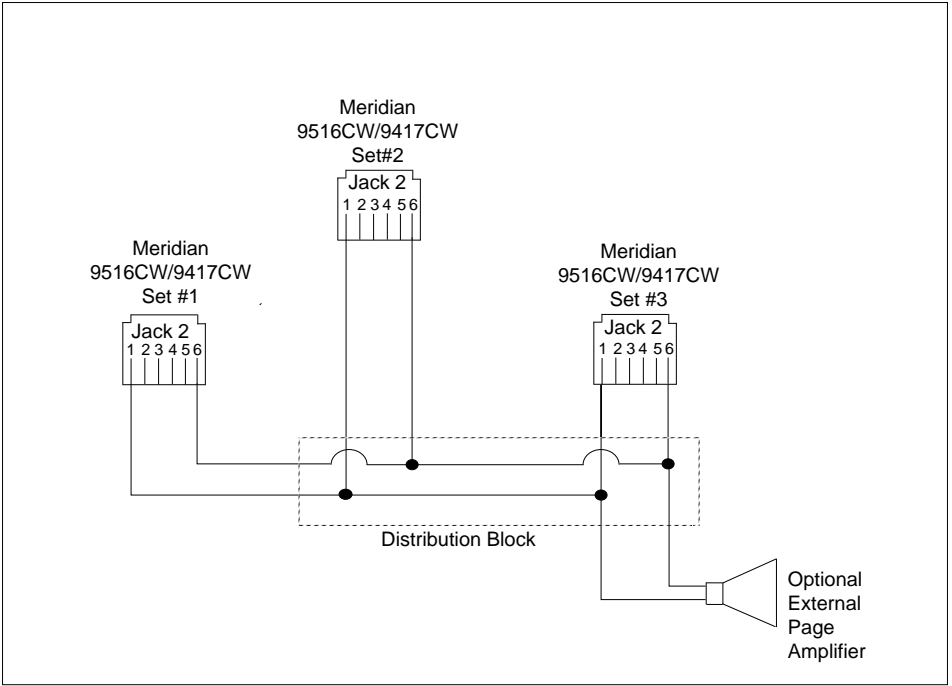 Meridian
9516CW/9417CW
Set#2
Jack 2
1 2 3 4 5 6
Meridian
9516CW/9417CW
Set #1
Jack 2
1 2 3 4 5 6
Meridian
9516CW/9417CW
Set #3
Jack 2
1 2 3 4 5 6
Distribution Block
Optional
External
Page
Amplifier